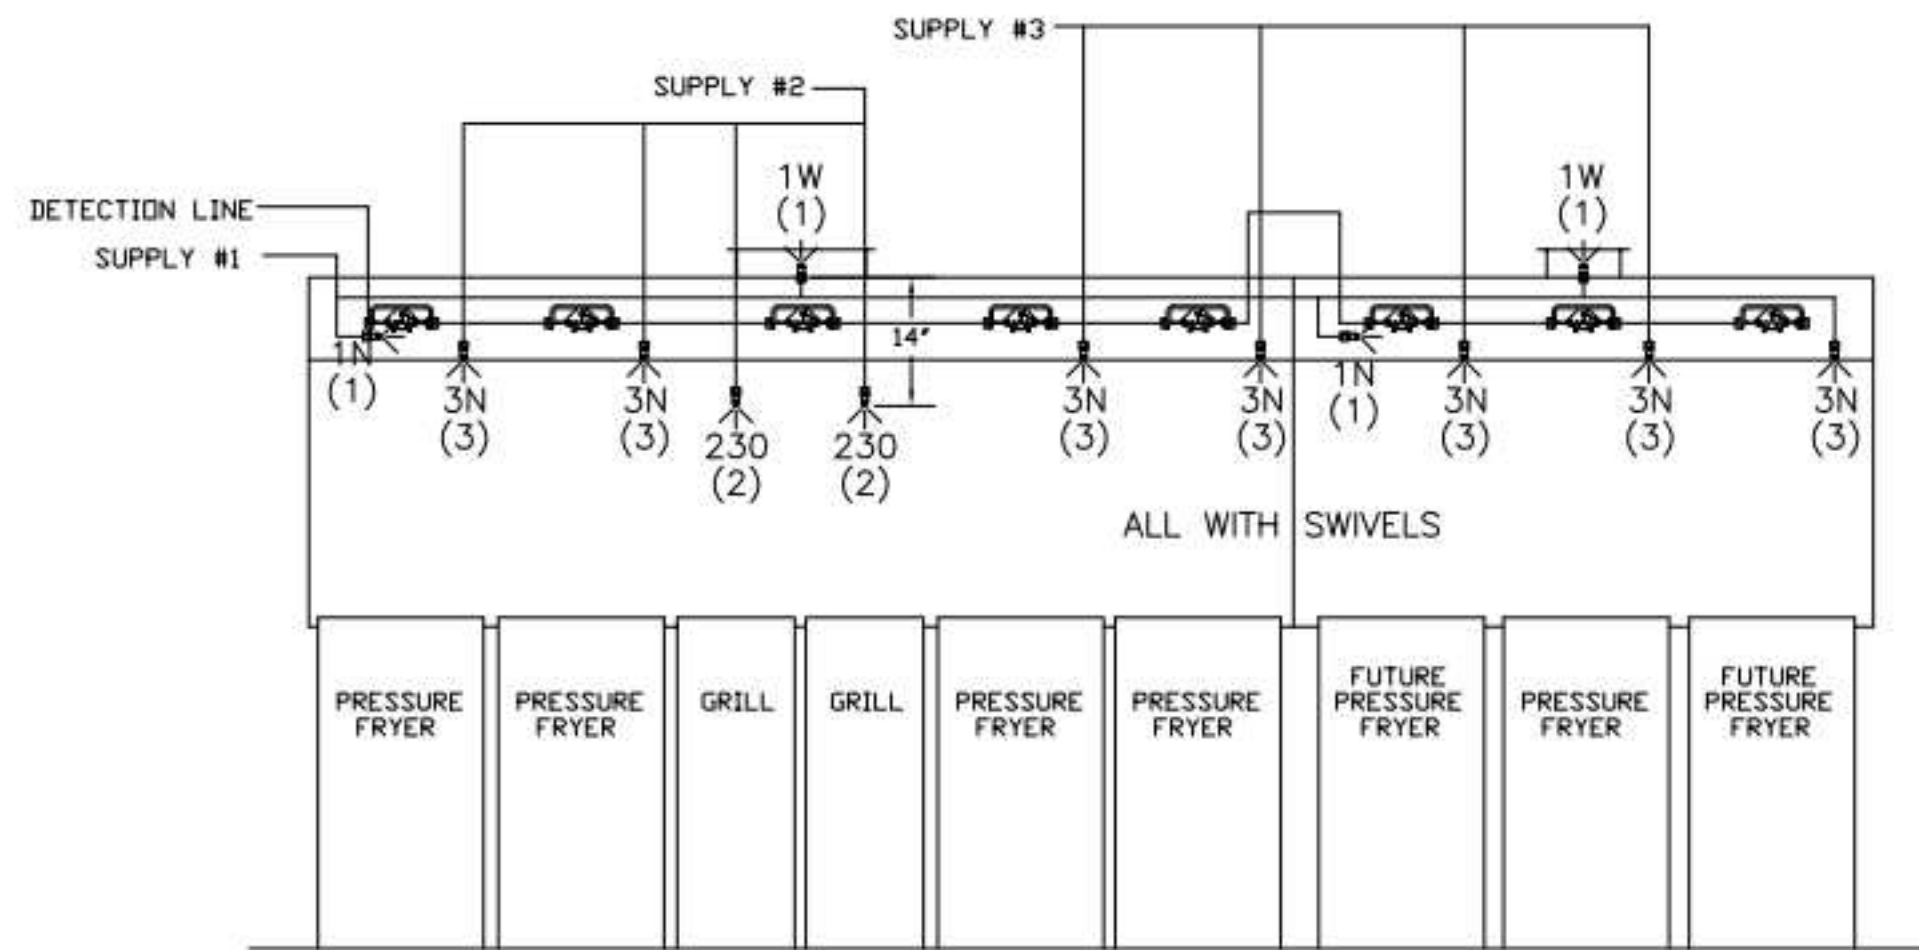 SUPPLY #3
SUPPLY #2
1W
(1)
1W
(1)
DETECTION LINE
SUPPLY #1
14"
1N
(1)
3N
(3)
3N
(3)
230
(2)
230
(2)
3N
(3)
3N
(3)
1N
(1)
3N
(3)
3N
(3)
3N
(3)
ALL WITH SWIVELS
PRESSURE
FRYER
PRESSURE
FRYER
GRILL
GRILL
PRESSURE
FRYER
PRESSURE
FRYER
FUTURE
PRESSURE
FRYER
PRESSURE
FRYER
FUTURE
PRESSURE
FRYER